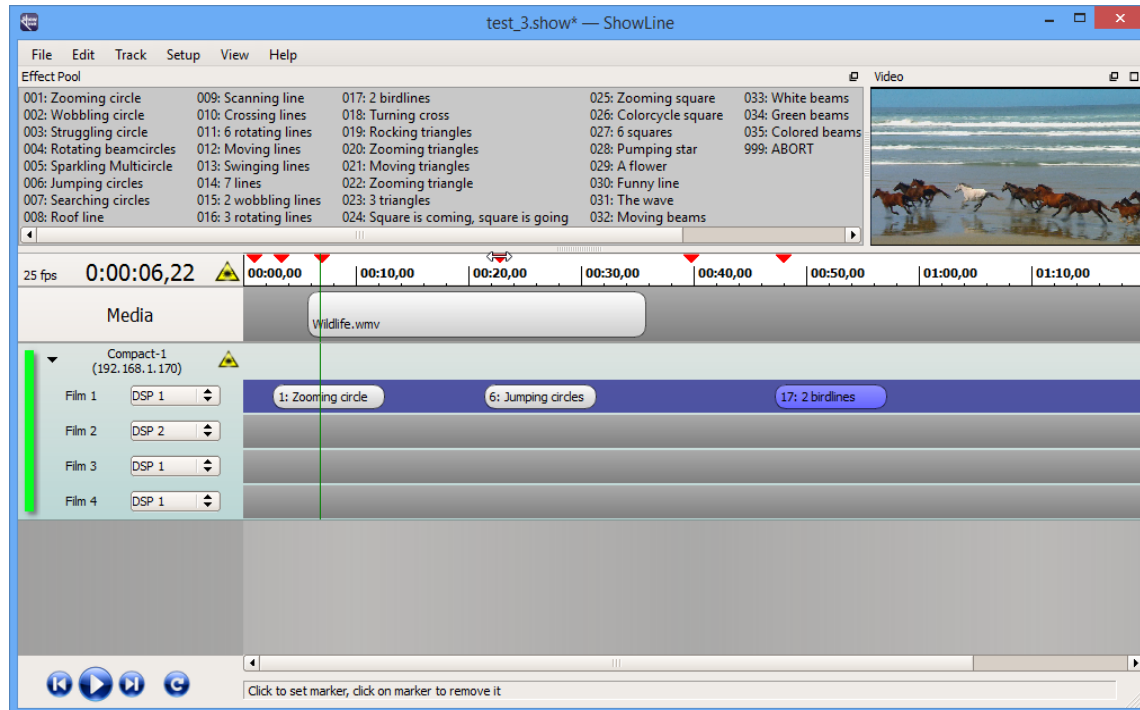 test_3.show* — ShowLine
File Edit Track Setup View Help
Effect Pool
Video
001: Zooming circle
002: Wobbling circle
003: Struggling circle
004: Rotating beamcircles
005: Sparkling Multicircle
006: Jumping circles
007: Searching circles
008: Roof line
009: Scanning line
010: Crossing lines
011: 6 rotating lines
012: Moving lines
013: Swinging lines
014: 7 lines
015: 2 wobbling lines
016: 3 rotating lines
017: 2 birdlines
018: Turning cross
019: Rocking triangles
020: Zooming triangles
021: Moving triangles
022: Zooming triangle
023: 3 triangles
024: Square is coming, square is going
025: Zooming square
026: Colorcycle square
027: 6 squares
028: Pumping star
029: A flower
030: Funny line
031: The wave
032: Moving beams
033: White beams
034: Green beams
035: Colored beams
999: ABORT
25 fps 0:00:06,22
00:00,00 00:10,00 00:20,00 00:30,00 00:40,00 00:50,00 01:00,00 01:10,00
Media
Wildlife.wmv
Compact-1
(192.168.1.170)
Film 1 DSP 1
1: Zooming circle 6: Jumping circles 17: 2 birdlines
Film 2 DSP 2
Film 3 DSP 1
Film 4 DSP 1
Click to set marker, click on marker to remove it